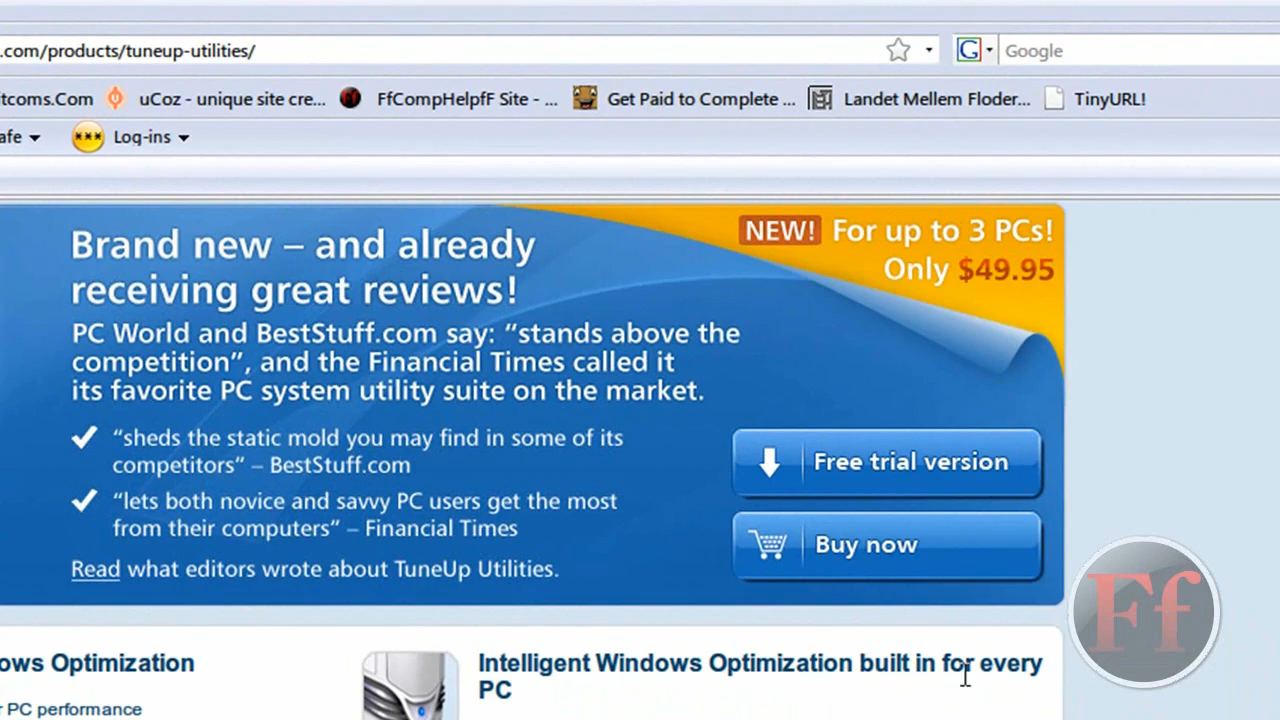 .com/products/tuneup-utilities/
Google
tcoms.Com
uCoz - unique site cre...
FfCompHelpfF Site - ...
Get Paid to Complete ...
Landet Mellem Floder...
TinyURL!
afe
Log-ins
Brand new – and already
receiving great reviews!
NEW! For up to 3 PCs!
Only $49.95
PC World and BestStuff.com say: “stands above the
competition”, and the Financial Times called it
its favorite PC system utility suite on the market.
“sheds the static mold you may find in some of its
competitors“ – BestStuff.com
“lets both novice and savvy PC users get the most
from their computers“ – Financial Times
Read what editors wrote about TuneUp Utilities.
Free trial version
Buy now
Ff
ows Optimization
r PC performance
Intelligent Windows Optimization built in for every
PC